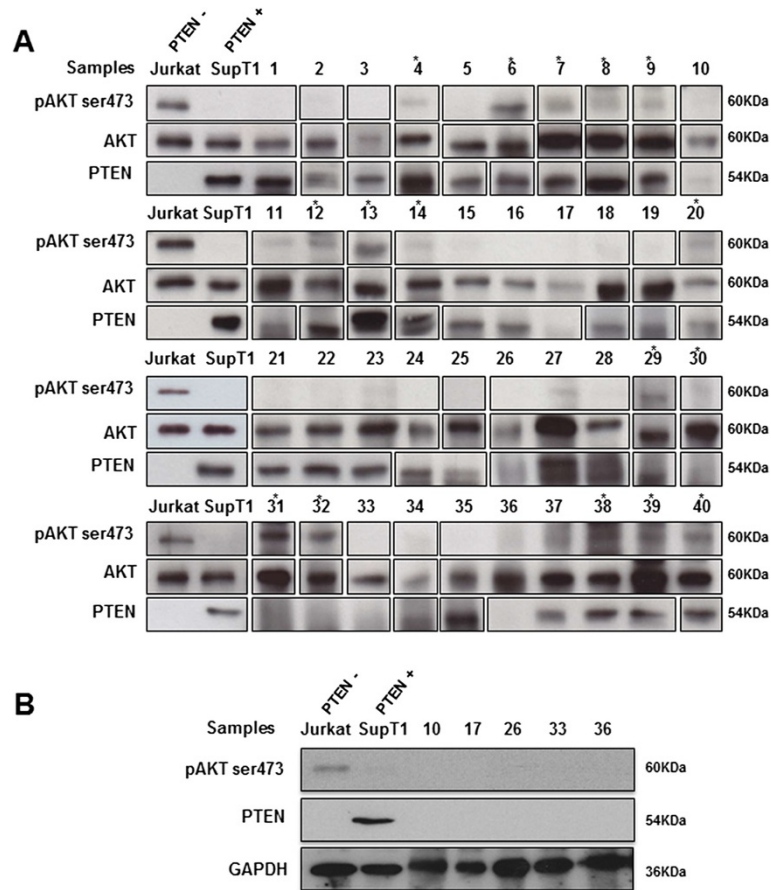 A
PTEN - PTEN +
Samples Jurkat SupT1 1 2 3 *4 5 *6 *7 *8 *9 10
pAKT ser473 60KDa
AKT 60KDa
PTEN 54KDa
Jurkat SupT1 11 *12 *13 *14 15 16 17 18 19 *20
pAKT ser473 60KDa
AKT 60KDa
PTEN 54KDa
Jurkat SupT1 21 22 23 24 25 26 27 28 *29 *30
pAKT ser473 60KDa
AKT 60KDa
PTEN 54KDa
Jurkat SupT1 *31 *32 33 34 35 36 37 *38 *39 *40
pAKT ser473 60KDa
AKT 60KDa
PTEN 54KDa
B
PTEN - PTEN +
Samples Jurkat SupT1 10 17 26 33 36
pAKT ser473 60KDa
PTEN 54KDa
GAPDH 36KDa